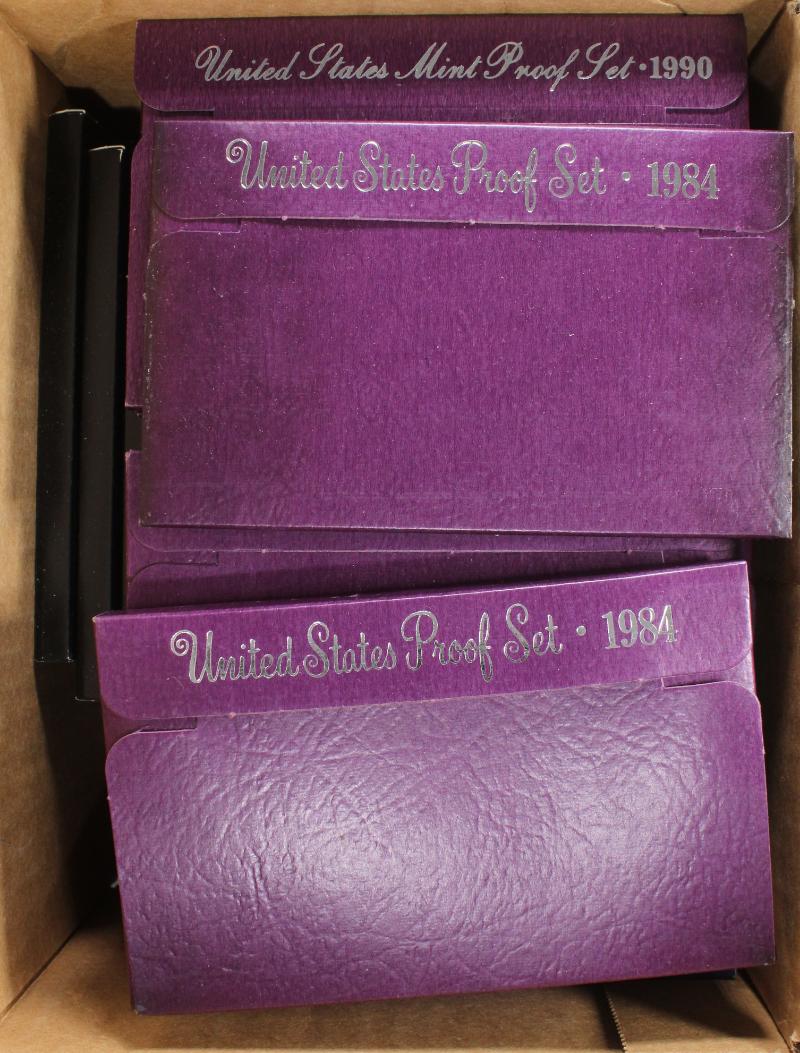 United States Mint Proof Set •1990
United States Proof Set • 1984
United States Proof Set • 1984